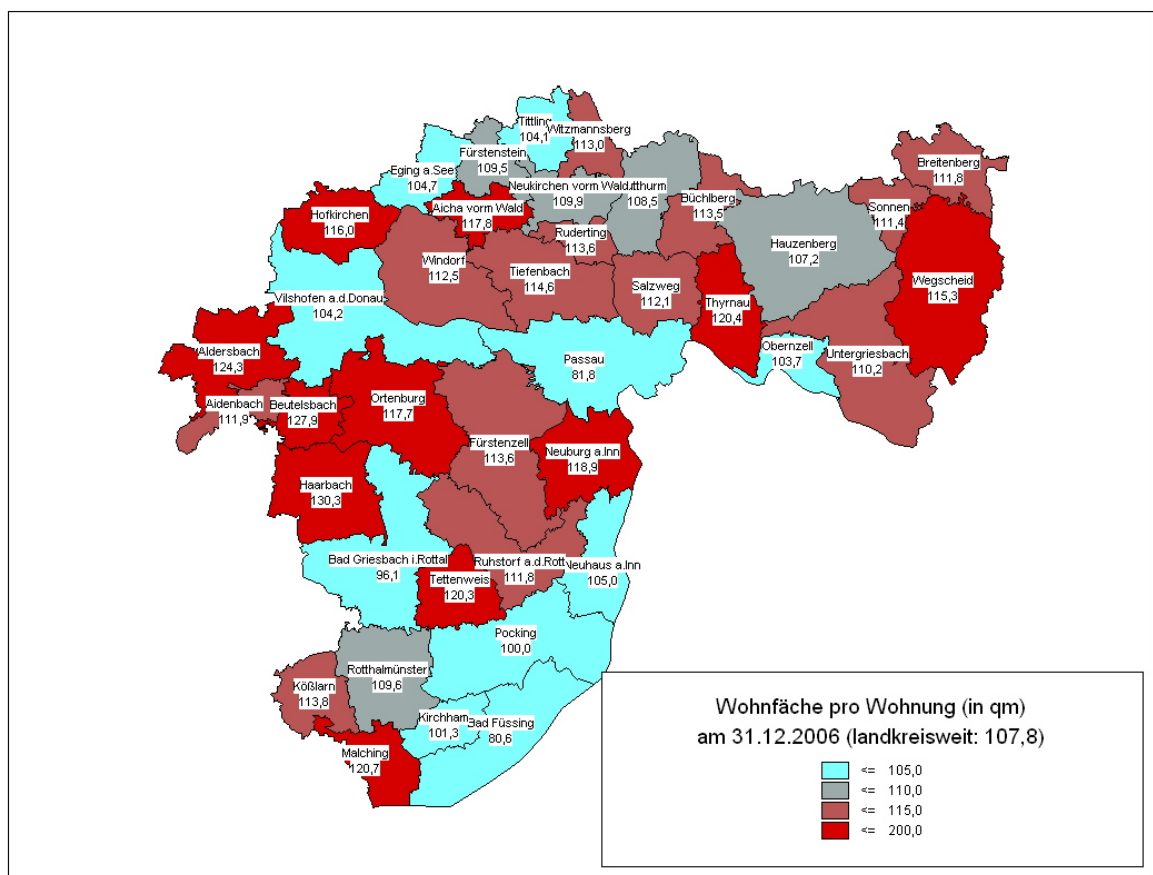 Tittling
104,1
Witzmannsberg
113,0
Fürstenstein
109,5
Eging a.See
104,7
Neukirchen vorm Wald
109,9
utthurm
108,5
Breitenberg
111,8
Sonnen
111,4
Büchlberg
113,5
Aicha vorm Wald
117,8
Hofkirchen
116,0
Ruderting
113,6
Hauzenberg
107,2
Windorf
112,5
Tiefenbach
114,6
Salzweg
112,1
Thyrnau
120,4
Wegscheid
115,3
Vilshofen a.d.Donau
104,2
Obernzell
103,7
Untergriesbach
110,2
Aldersbach
124,3
Passau
81,8
Aidenbach
111,9
Beutelsbach
127,9
Ortenburg
117,7
Fürstenzell
113,6
Neuburg a.Inn
118,9
Haarbach
130,3
Bad Griesbach i.Rottal
96,1
Tettenweis
120,3
Ruhstorf a.d.Rott
111,8
Neuhaus a.Inn
105,0
Pocking
100,0
Rotthalmünster
109,6
Kößlarn
113,8
Kirchham
101,3
Bad Füssing
80,6
Malching
120,7
Wohnfäche pro Wohnung (in qm)
am 31.12.2006 (landkreisweit: 107,8)
<= 105,0
<= 110,0
<= 115,0
<= 200,0